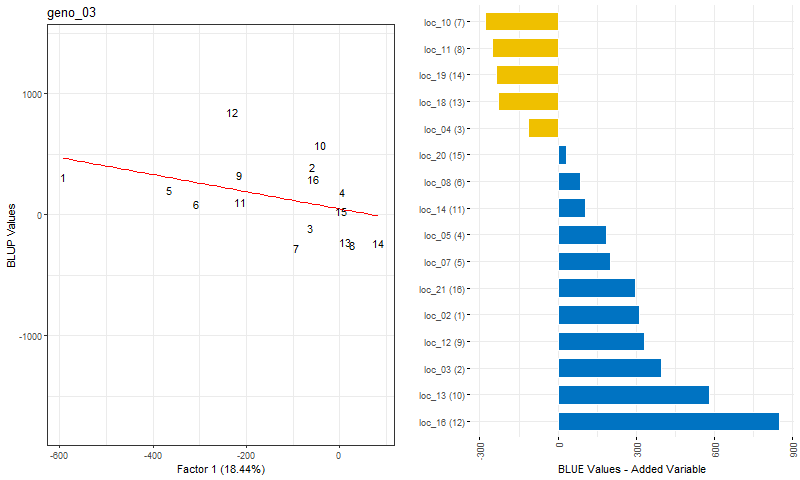 geno_03
BLUP Values
1000
0
-1000
12
10
2
16
9
1
5
4
6
11
15
3
13
8
14
7
-600
-400
-200
0
Factor 1 (18.44%)
loc_10 (7)
loc_11 (8)
loc_19 (14)
loc_18 (13)
loc_04 (3)
loc_20 (15)
loc_08 (6)
loc_14 (11)
loc_05 (4)
loc_07 (5)
loc_21 (16)
loc_02 (1)
loc_12 (9)
loc_03 (2)
loc_13 (10)
loc_16 (12)
-300
0
300
600
900
BLUE Values - Added Variable